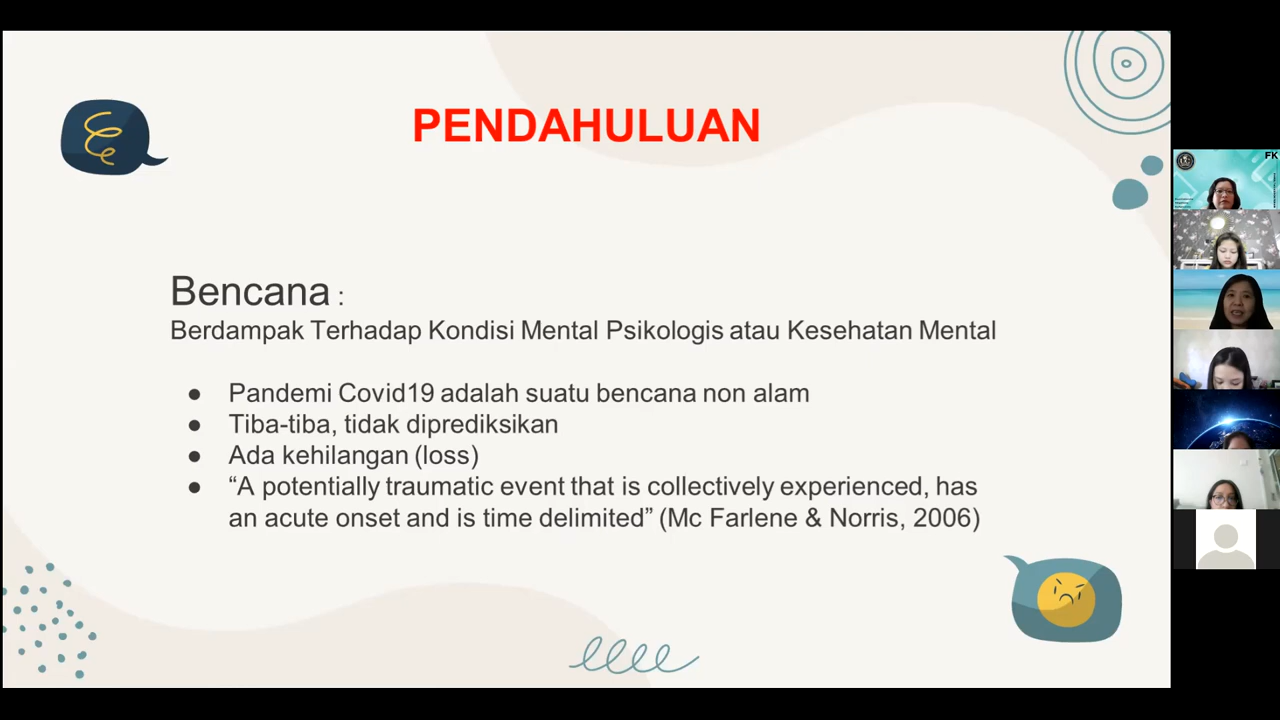 PENDAHULUAN
Bencana :
Berdampak Terhadap Kondisi Mental Psikologis atau Kesehatan Mental
● Pandemi Covid19 adalah suatu bencana non alam
● Tiba-tiba, tidak diprediksikan
● Ada kehilangan (loss)
● “A potentially traumatic event that is collectively experienced, has
an acute onset and is time delimited” (Mc Farlene & Norris, 2006)
FK